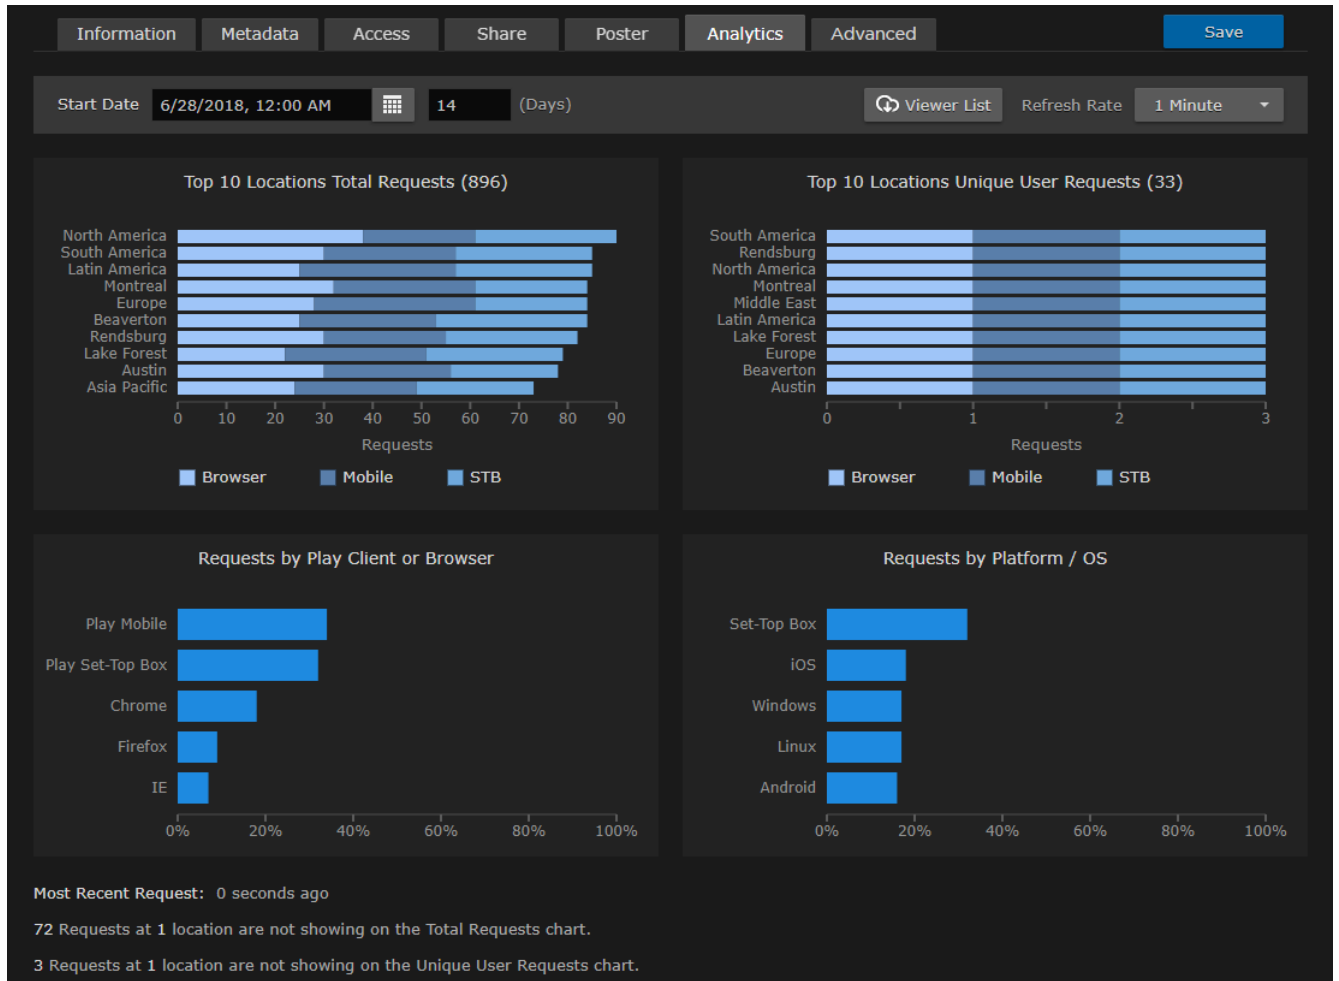 Information Metadata Access Share Poster Analytics Advanced Save
Start Date 6/28/2018, 12:00 AM 14 (Days) Viewer List Refresh Rate 1 Minute
Top 10 Locations Total Requests (896)
North America
South America
Latin America
Montreal
Europe
Beaverton
Rendsburg
Lake Forest
Austin
Asia Pacific
0 10 20 30 40 50 60 70 80 90
Requests
Browser Mobile STB
Top 10 Locations Unique User Requests (33)
South America
Rendsburg
North America
Montreal
Middle East
Latin America
Lake Forest
Europe
Beaverton
Austin
0 1 2 3
Requests
Browser Mobile STB
Requests by Play Client or Browser
Play Mobile
Play Set-Top Box
Chrome
Firefox
IE
0% 20% 40% 60% 80% 100%
Requests by Platform / OS
Set-Top Box
iOS
Windows
Linux
Android
0% 20% 40% 60% 80% 100%
Most Recent Request: 0 seconds ago
72 Requests at 1 location are not showing on the Total Requests chart.
3 Requests at 1 location are not showing on the Unique User Requests chart.